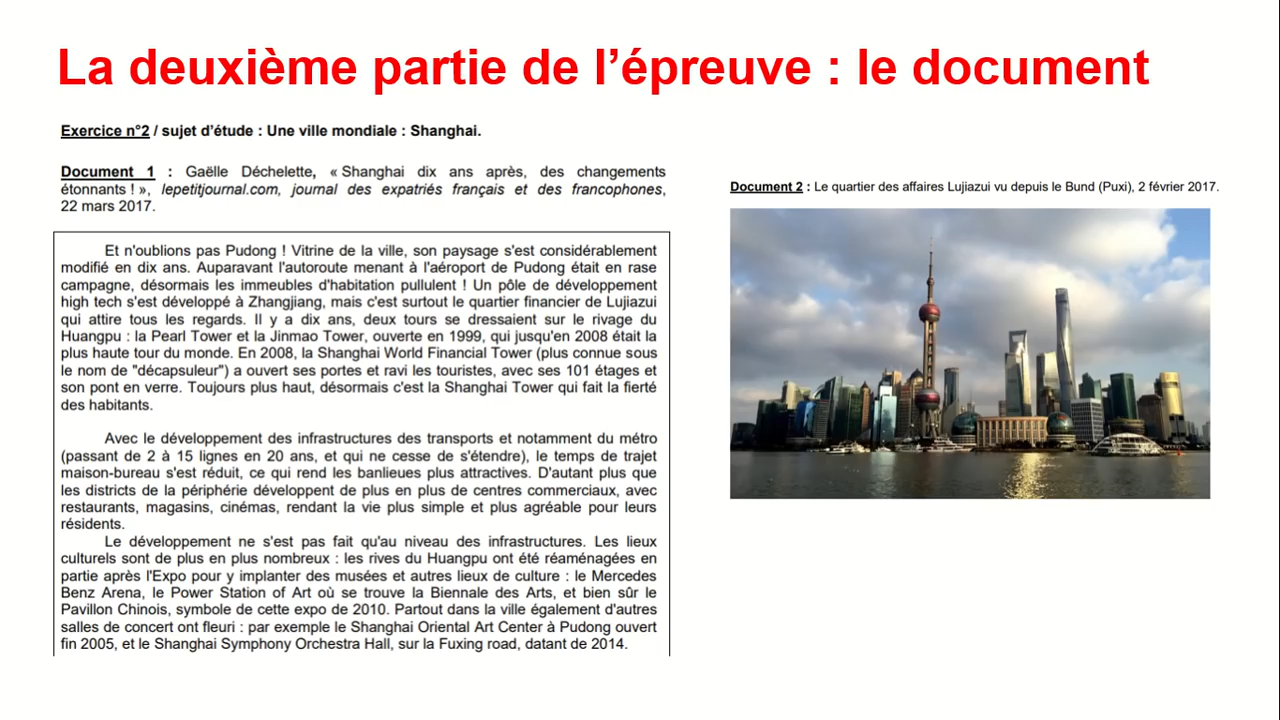 La deuxième partie de l’épreuve : le document
Exercice n°2 / sujet d’étude : Une ville mondiale : Shanghai.
Document 1 : Gaëlle Déchelette, « Shanghai dix ans après, des changements
étonnants ! », lepetitjournal.com, journal des expatriés français et des francophones,
22 mars 2017.
Et n'oublions pas Pudong ! Vitrine de la ville, son paysage s'est considérablement
modifié en dix ans. Auparavant l'autoroute menant à l'aéroport de Pudong était en rase
campagne, désormais les immeubles d'habitation pullulent ! Un pôle de développement
high tech s'est développé à Zhangjiang, mais c'est surtout le quartier financier de Lujiazui
qui attire tous les regards. Il y a dix ans, deux tours se dressaient sur le rivage du
Huangpu : la Pearl Tower et la Jinmao Tower, ouverte en 1999, qui jusqu'en 2008 était la
plus haute tour du monde. En 2008, la Shanghai World Financial Tower (plus connue sous
le nom de "décapsuleur") a ouvert ses portes et ravi les touristes, avec ses 101 étages et
son pont en verre. Toujours plus haut, désormais c'est la Shanghai Tower qui fait la fierté
des habitants.
Avec le développement des infrastructures des transports et notamment du métro
(passant de 2 à 15 lignes en 20 ans, et qui ne cesse de s'étendre), le temps de trajet
maison-bureau s'est réduit, ce qui rend les banlieues plus attractives. D'autant plus que
les districts de la périphérie développent de plus en plus de centres commerciaux, avec
restaurants, magasins, cinémas, rendant la vie plus simple et plus agréable pour leurs
résidents.
Le développement ne s'est pas fait qu'au niveau des infrastructures. Les lieux
culturels sont de plus en plus nombreux : les rives du Huangpu ont été réaménagées en
partie après l'Expo pour y implanter des musées et autres lieux de culture : le Mercedes
Benz Arena, le Power Station of Art où se trouve la Biennale des Arts, et bien sûr le
Pavillon Chinois, symbole de cette expo de 2010. Partout dans la ville également d'autres
salles de concert ont fleuri : par exemple le Shanghai Oriental Art Center à Pudong ouvert
fin 2005, et le Shanghai Symphony Orchestra Hall, sur la Fuxing road, datant de 2014.
Document 2 : Le quartier des affaires Lujiazui vu depuis le Bund (Puxi), 2 février 2017.